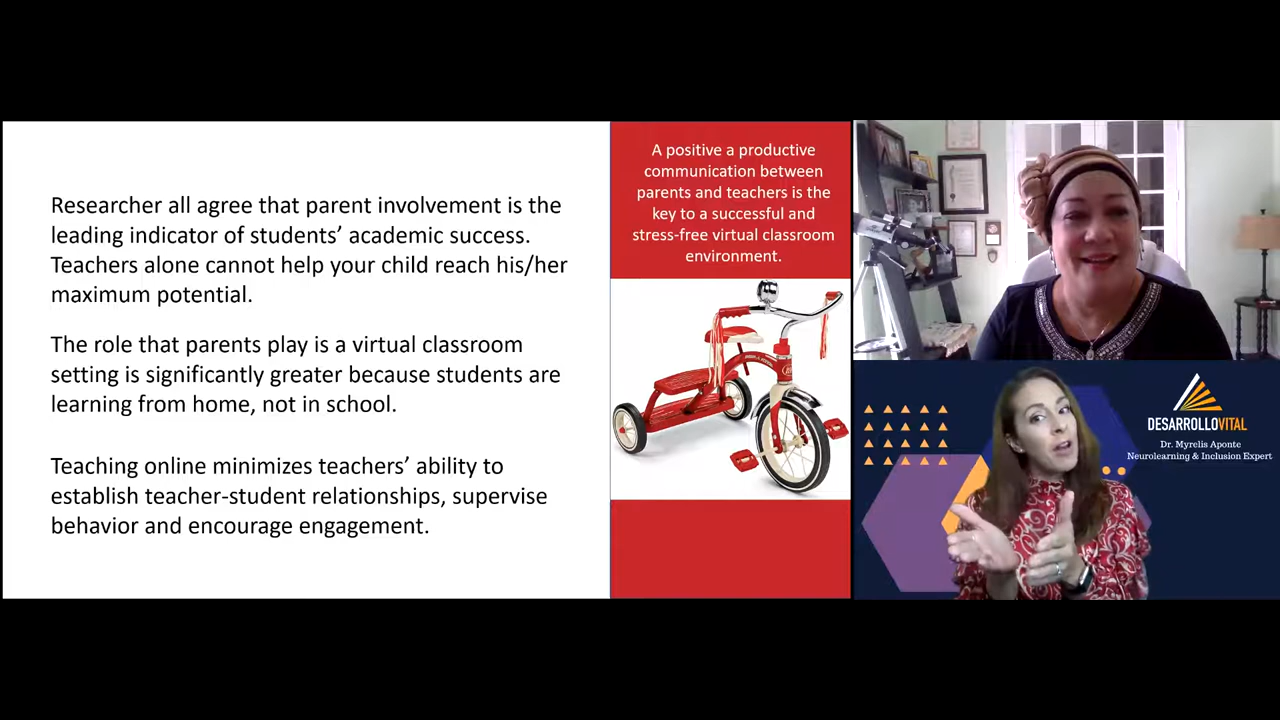 Researcher all agree that parent involvement is the
leading indicator of students' academic success.
Teachers alone cannot help your child reach his/her
maximum potential.
The role that parents play is a virtual classroom
setting is significantly greater because students are
learning from home, not in school.
Teaching online minimizes teachers' ability to
establish teacher-student relationships, supervise
behavior and encourage engagement.
A positive a productive
communication between
parents and teachers is the
key to a successful and
stress-free virtual classroom
environment.
DESARROLLOVITAL
Dr. Myrelis Aponte
Neurolearning & Inclusion Expert